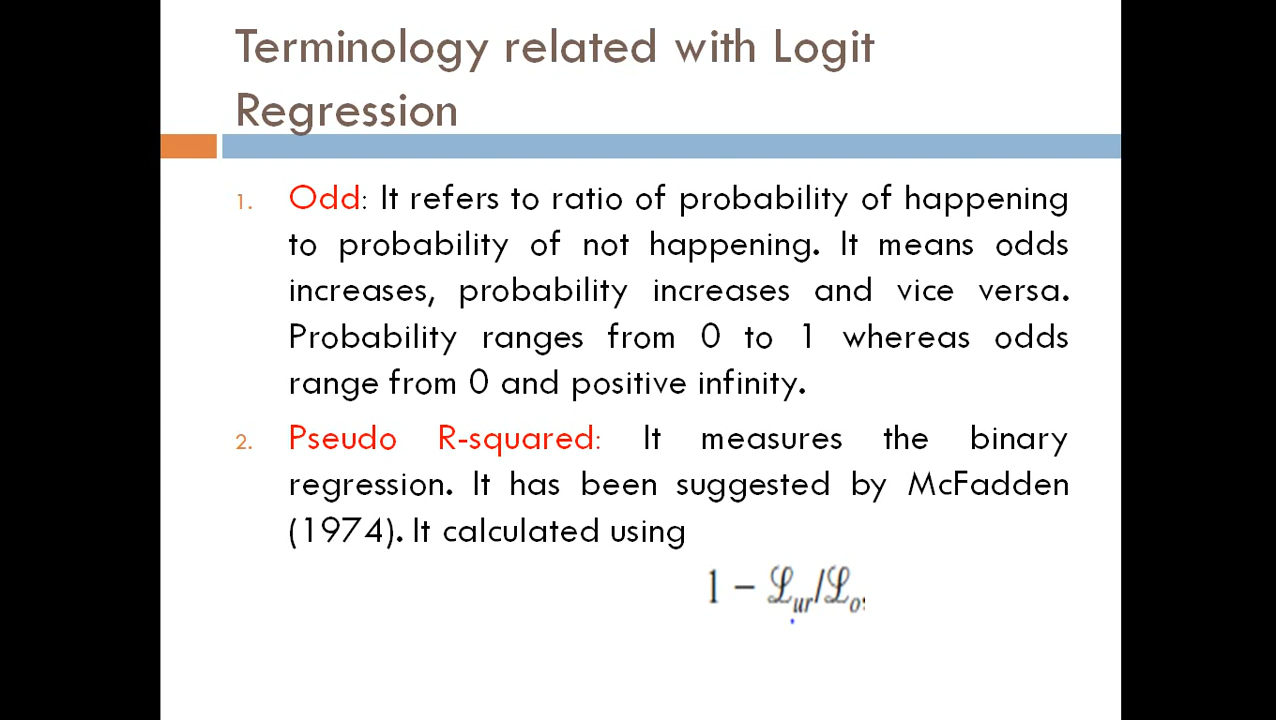 Terminology related with Logit
Regression
1. Odd: It refers to ratio of probability of happening
to probability of not happening. It means odds
increases, probability increases and vice versa.
Probability ranges from 0 to 1 whereas odds
range from 0 and positive infinity.
2. Pseudo R-squared: It measures the binary
regression. It has been suggested by McFadden
(1974). It calculated using
1 − ℒur/ℒo,